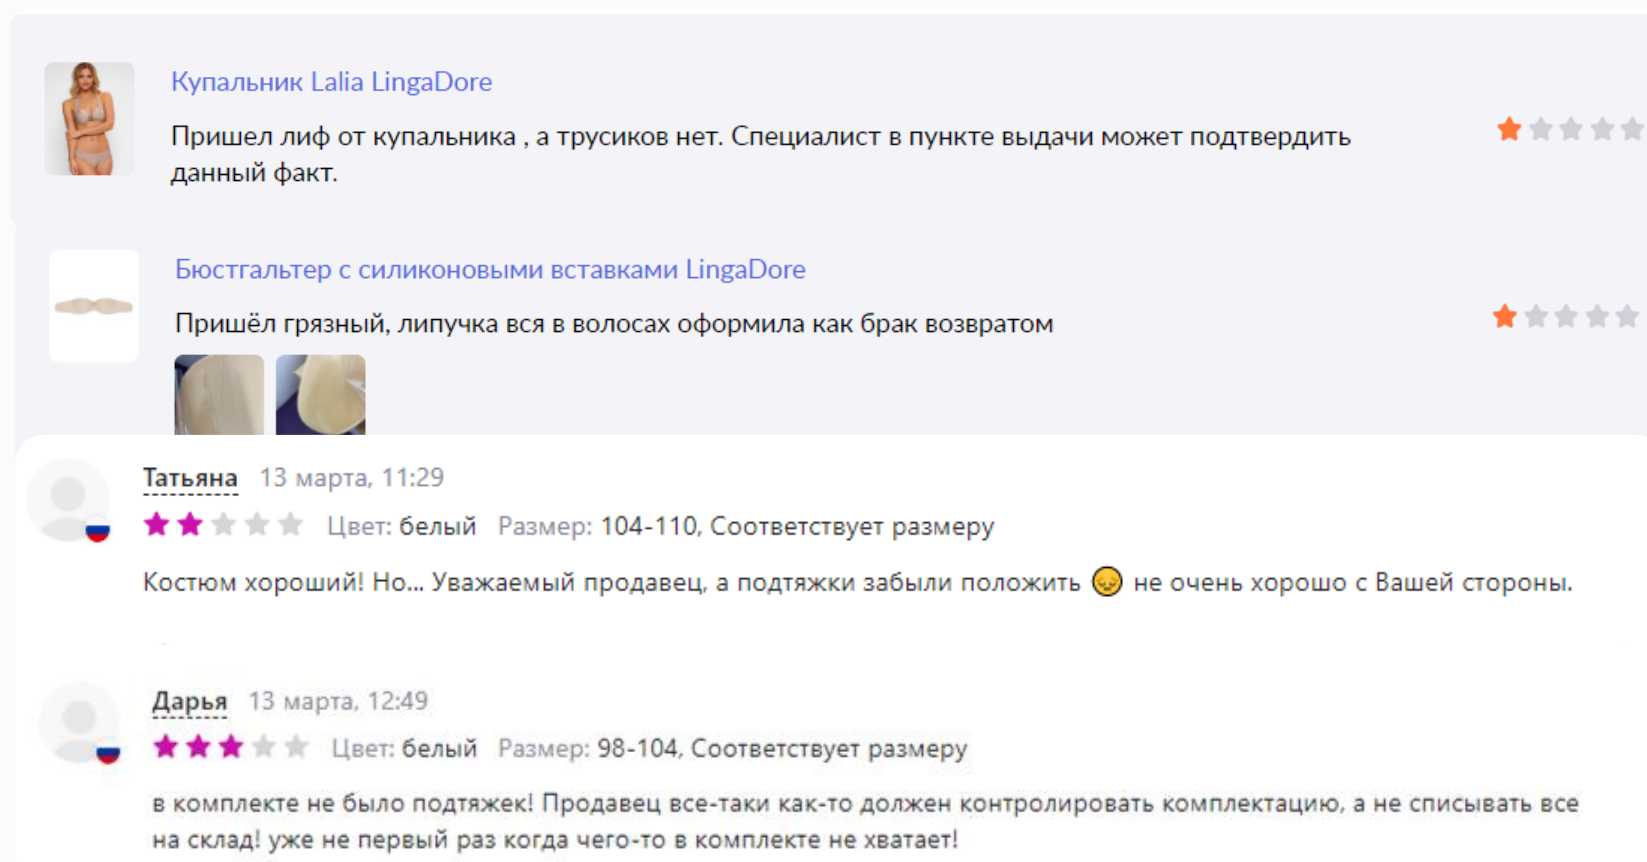 Купальник Lalia LingaDore
Пришел лиф от купальника , а трусиков нет. Специалист в пункте выдачи может подтвердить
данный факт.
Бюстгальтер с силиконовыми вставками LingaDore
Пришёл грязный, липучка вся в волосах оформила как брак возвратом
Татьяна 13 марта, 11:29
Цвет: белый Размер: 104-110, Соответствует размеру
Костюм хороший! Но... Уважаемый продавец, а подтяжки забыли положить 😔 не очень хорошо с Вашей стороны.
Дарья 13 марта, 12:49
Цвет: белый Размер: 98-104, Соответствует размеру
в комплекте не было подтяжек! Продавец все-таки как-то должен контролировать комплектацию, а не списывать все
на склад! уже не первый раз когда чего-то в комплекте не хватает!